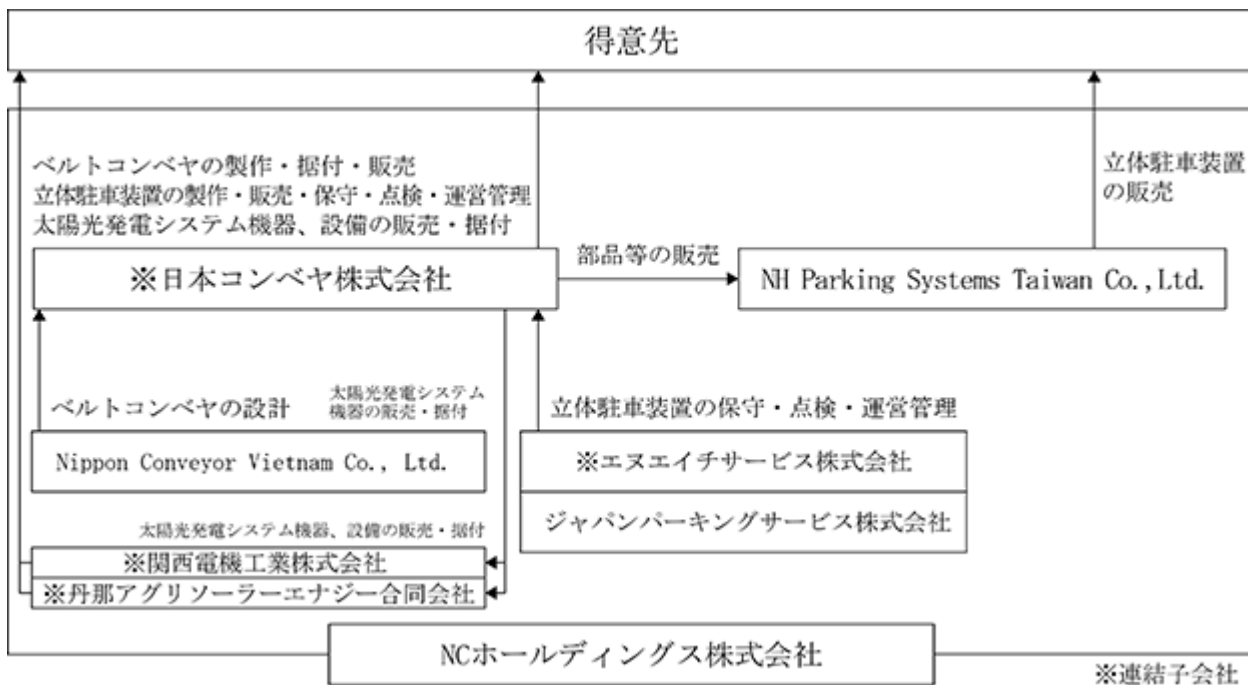 得意先
ベルトコンベヤの製作・据付・販売
立体駐車装置の製作・販売・保守・点検・運営管理
太陽光発電システム機器、設備の販売・据付
立体駐車装置
の販売
※日本コンベヤ株式会社
部品等の販売
NH Parking Systems Taiwan Co.,Ltd.
ベルトコンベヤの設計
太陽光発電システム
機器の販売・据付
立体駐車装置の保守・点検・運営管理
Nippon Conveyor Vietnam Co., Ltd.
※エヌエイチサービス株式会社
ジャパンパーキングサービス株式会社
太陽光発電システム機器、設備の販売・据付
※関西電機工業株式会社
※丹那アグリソーラーエナジー合同会社
NCホールディングス株式会社
※連結子会社